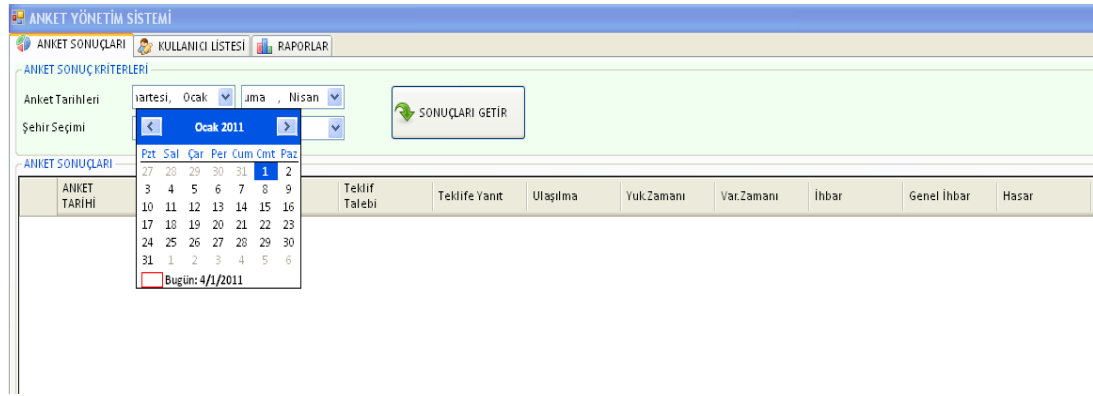 ANKET YÖNETİM SİSTEMİ
ANKET SONUÇLARI KULLANICI LİSTESİ RAPORLAR
ANKET SONUÇ KRİTERLERİ
Anket Tarihleri artesi, Ocak uma , Nisan
SONUÇLARI GETİR
Şehir Seçimi
Ocak 2011
Pzt Sal Çar Per Cum Cmt Paz
27 28 29 30 31 1 2
3 4 5 6 7 8 9
10 11 12 13 14 15 16
17 18 19 20 21 22 23
24 25 26 27 28 29 30
31 1 2 3 4 5 6
Bugün: 4/1/2011
ANKET SONUÇLARI
ANKET TARİHİ Teklif Talebi Teklife Yanıt Ulaşılma Yuk.Zamanı Var.Zamanı İhbar Genel İhbar Hasar